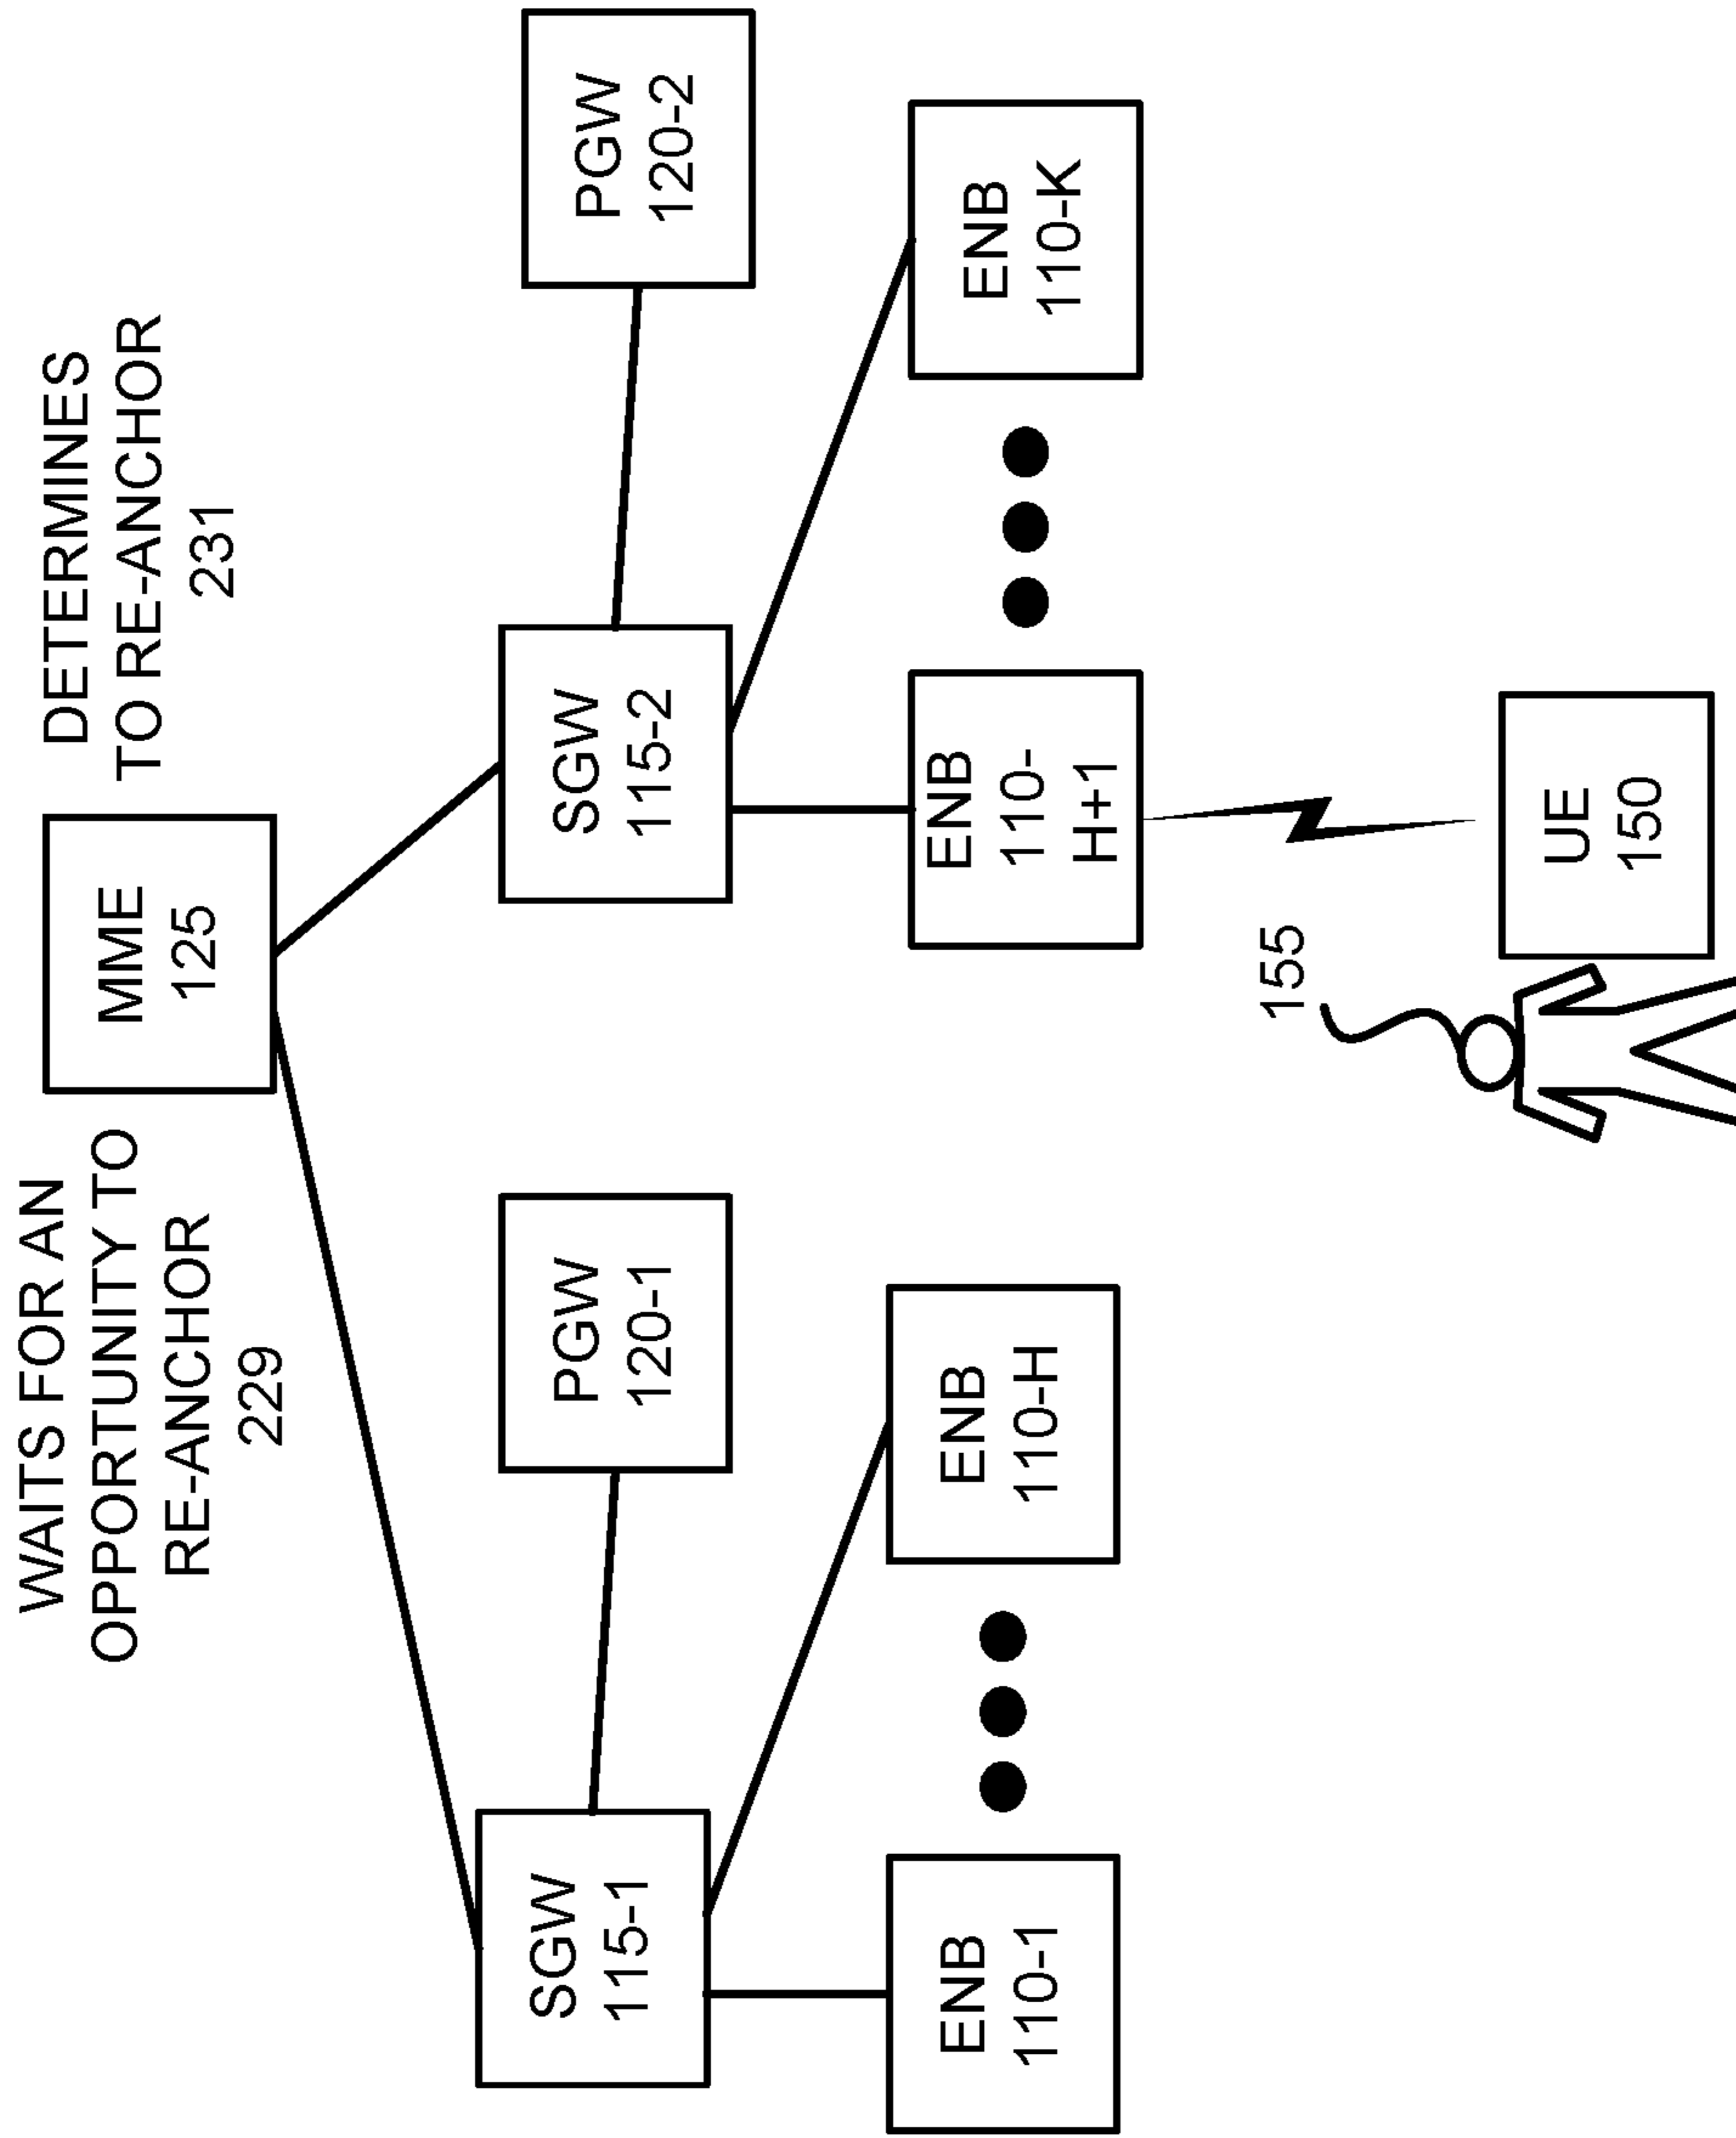 WAITS FOR AN
OPPORTUNITY TO
RE-ANCHOR
229
MME
125
DETERMINES
TO RE-ANCHOR
231
SGW
115-1
PGW
120-1
SGW
115-2
PGW
120-2
ENB
110-1
ENB
110-H
ENB
110-
H+1
ENB
110-K
155
UE
150